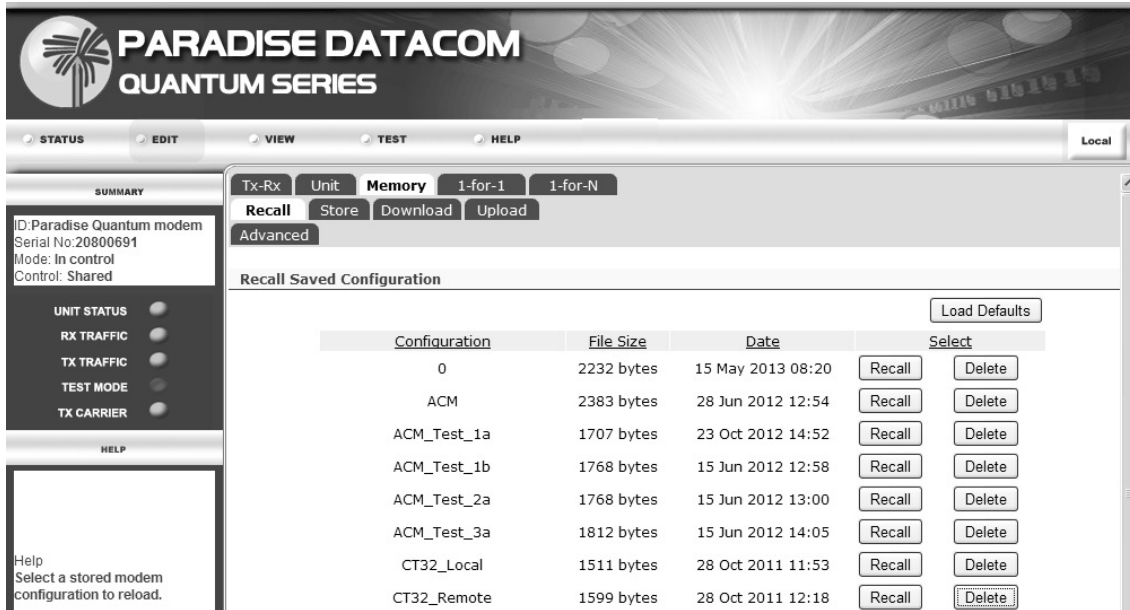 PARADISE DATACOM
QUANTUM SERIES
STATUS EDIT VIEW TEST HELP Local
SUMMARY
ID:Paradise Quantum modem
Serial No:20800691
Mode: In control
Control: Shared
UNIT STATUS
RX TRAFFIC
TX TRAFFIC
TEST MODE
TX CARRIER
HELP
Help
Select a stored modem
configuration to reload.
Tx-Rx Unit Memory 1-for-1 1-for-N
Recall Store Download Upload
Advanced
Recall Saved Configuration
Load Defaults
Configuration File Size Date Select
0 2232 bytes 15 May 2013 08:20 Recall Delete
ACM 2383 bytes 28 Jun 2012 12:54 Recall Delete
ACM_Test_1a 1707 bytes 23 Oct 2012 14:52 Recall Delete
ACM_Test_1b 1768 bytes 15 Jun 2012 12:58 Recall Delete
ACM_Test_2a 1768 bytes 15 Jun 2012 13:00 Recall Delete
ACM_Test_3a 1812 bytes 15 Jun 2012 14:05 Recall Delete
CT32_Local 1511 bytes 28 Oct 2011 11:53 Recall Delete
CT32_Remote 1599 bytes 28 Oct 2011 12:18 Recall Delete